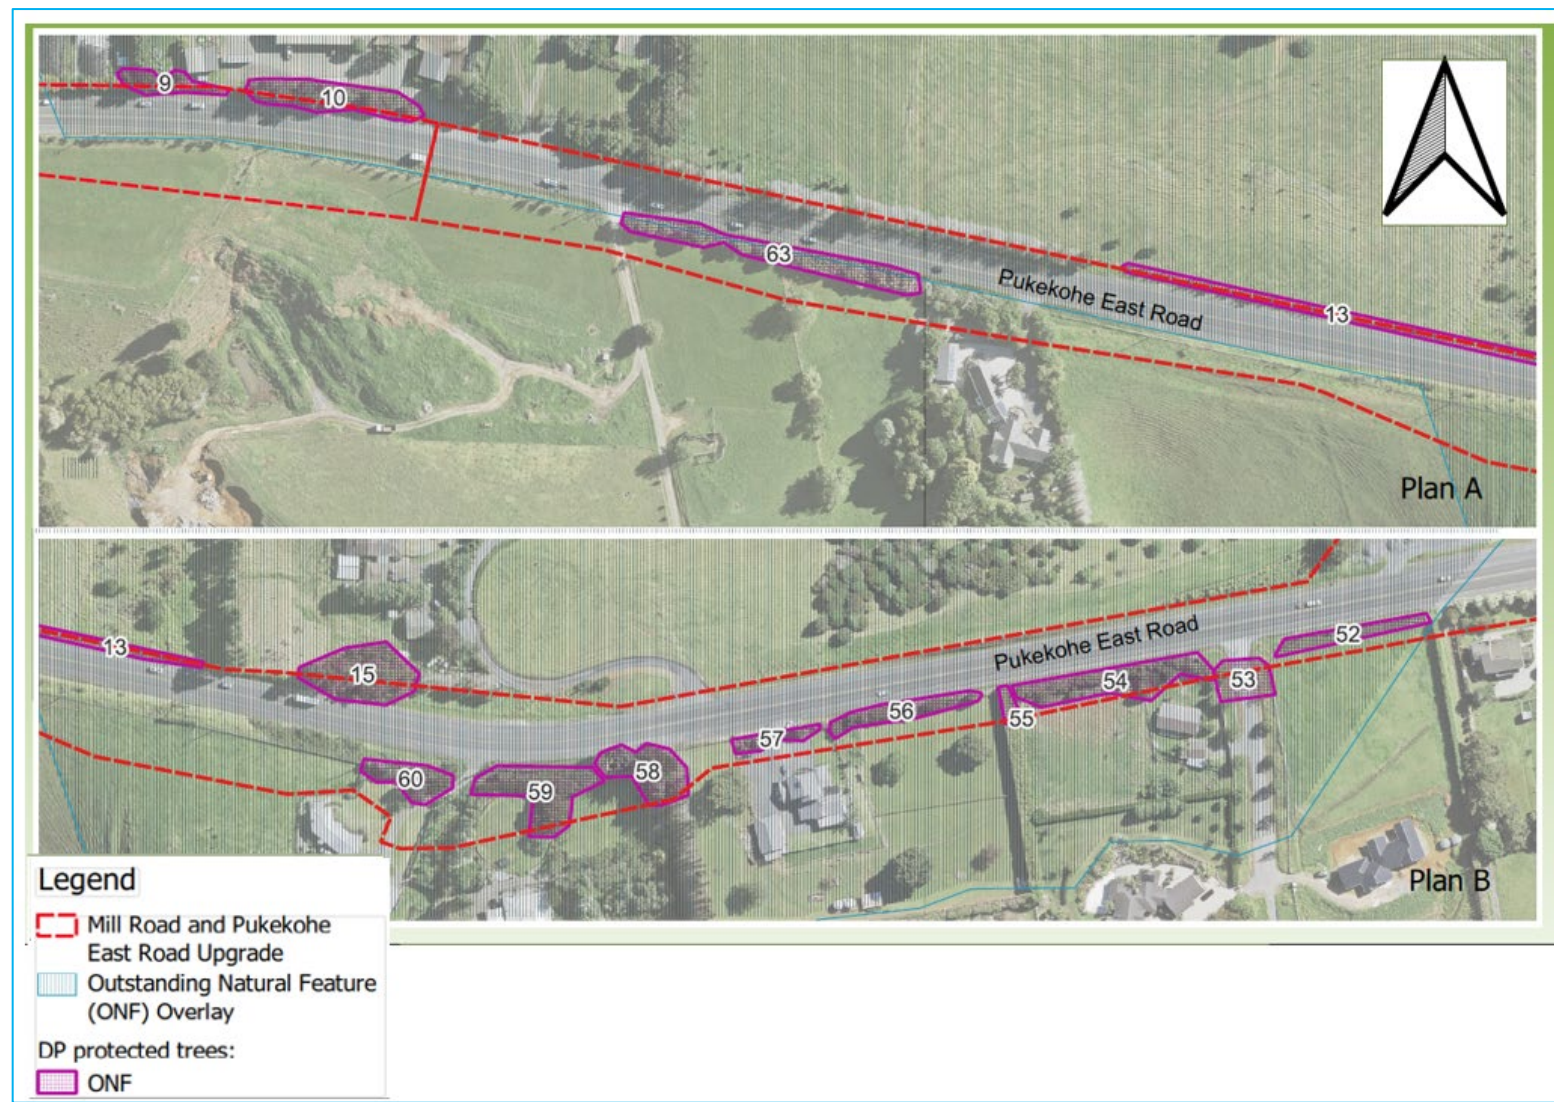 9
10
63
Pukekohe East Road
13
Plan A
13
15
Pukekohe East Road
52
53
54
55
56
57
58
59
60
Plan B
Legend
Mill Road and Pukekohe
East Road Upgrade
Outstanding Natural Feature
(ONF) Overlay
DP protected trees:
ONF